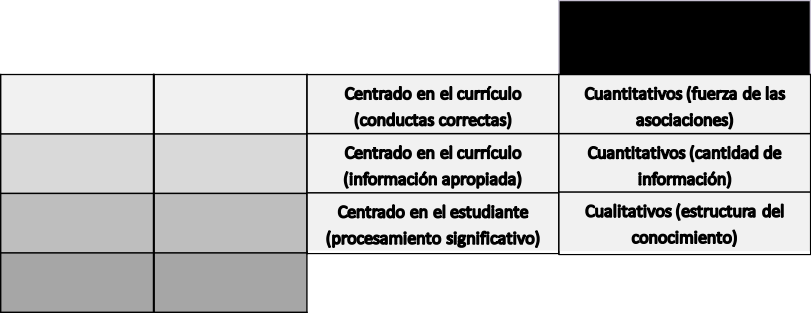 Centrado en el currículo
(conductas correctas)
Cuantitativos (fuerza de las
asociaciones)
Centrado en el currículo
(información apropiada)
Cuantitativos (cantidad de
información)
Centrado en el estudiante
(procesamiento significativo)
Cualitativos (estructura del
conocimiento)